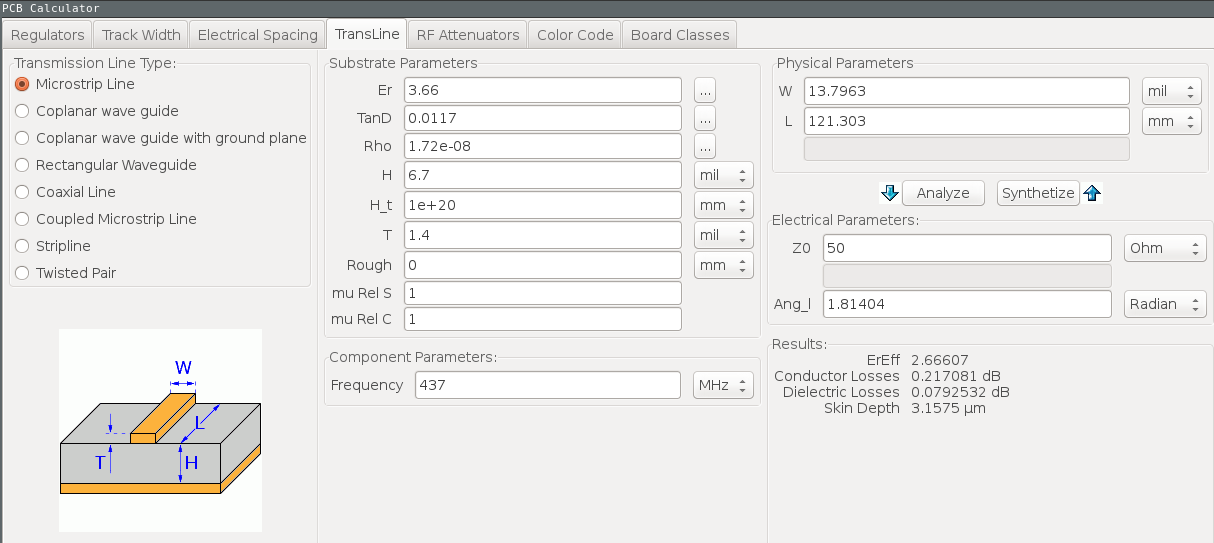 PCB Calculator
Regulators Track Width Electrical Spacing TransLine RF Attenuators Color Code Board Classes
Transmission Line Type:
Microstrip Line
Coplanar wave guide
Coplanar wave guide with ground plane
Rectangular Waveguide
Coaxial Line
Coupled Microstrip Line
Stripline
Twisted Pair
W
L
T
H
Substrate Parameters
Er 3.66 ...
TanD 0.0117 ...
Rho 1.72e-08 ...
H 6.7 mil
H_t 1e+20 mm
T 1.4 mil
Rough 0 mm
mu Rel S 1
mu Rel C 1
Component Parameters:
Frequency 437 MHz
Physical Parameters
W 13.7963 mil
L 121.303 mm
Analyze Synthetize
Electrical Parameters:
Z0 50 Ohm
Ang_l 1.81404 Radian
Results:
ErEff 2.66607
Conductor Losses 0.217081 dB
Dielectric Losses 0.0792532 dB
Skin Depth 3.1575 µm